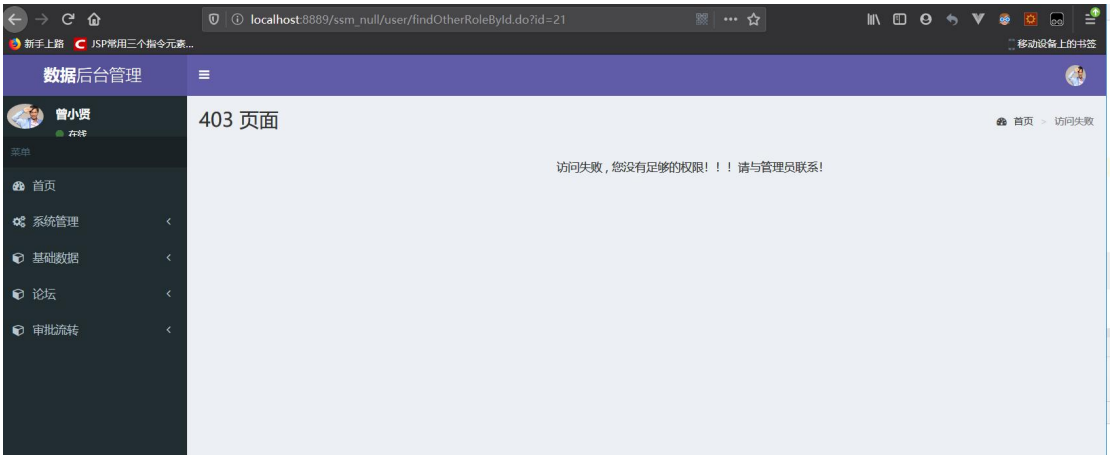 localhost:8889/ssm_null/user/findOtherRoleById.do?id=21
新手上路 JSP常用三个指令元素...
移动设备上的书签
数据后台管理
曾小贤
在线
菜单
首页
系统管理
基础数据
论坛
审批流转
403 页面
首页 > 访问失败
访问失败 , 您没有足够的权限！！！请与管理员联系!